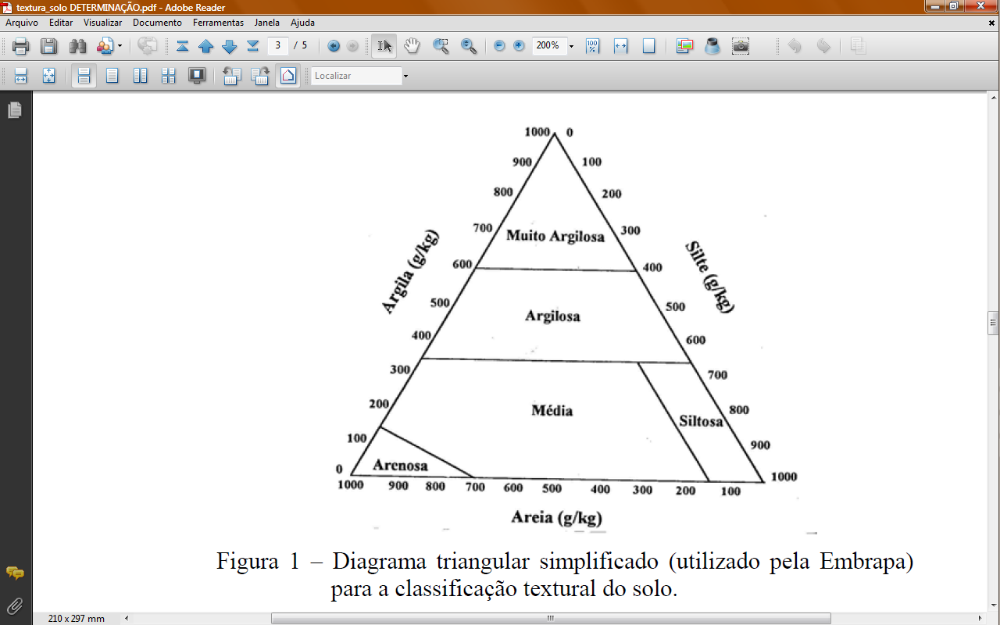 textura_solo DETERMINAÇÃO.pdf - Adobe Reader
Arquivo Editar Visualizar Documento Ferramentas Janela Ajuda
3 / 5 200% 100%
Localizar
1000 0
900 100
800 200
700 300
Muito Argilosa
600 400
Argila (g/kg)
Silte (g/kg)
500 500
Argilosa
400 600
300 700
200 800
Média
Siltosa
100 900
Arenosa
0 1000
1000 900 800 700 600 500 400 300 200 100
Areia (g/kg)
Figura 1 – Diagrama triangular simplificado (utilizado pela Embrapa)
para a classificação textural do solo.
210 x 297 mm